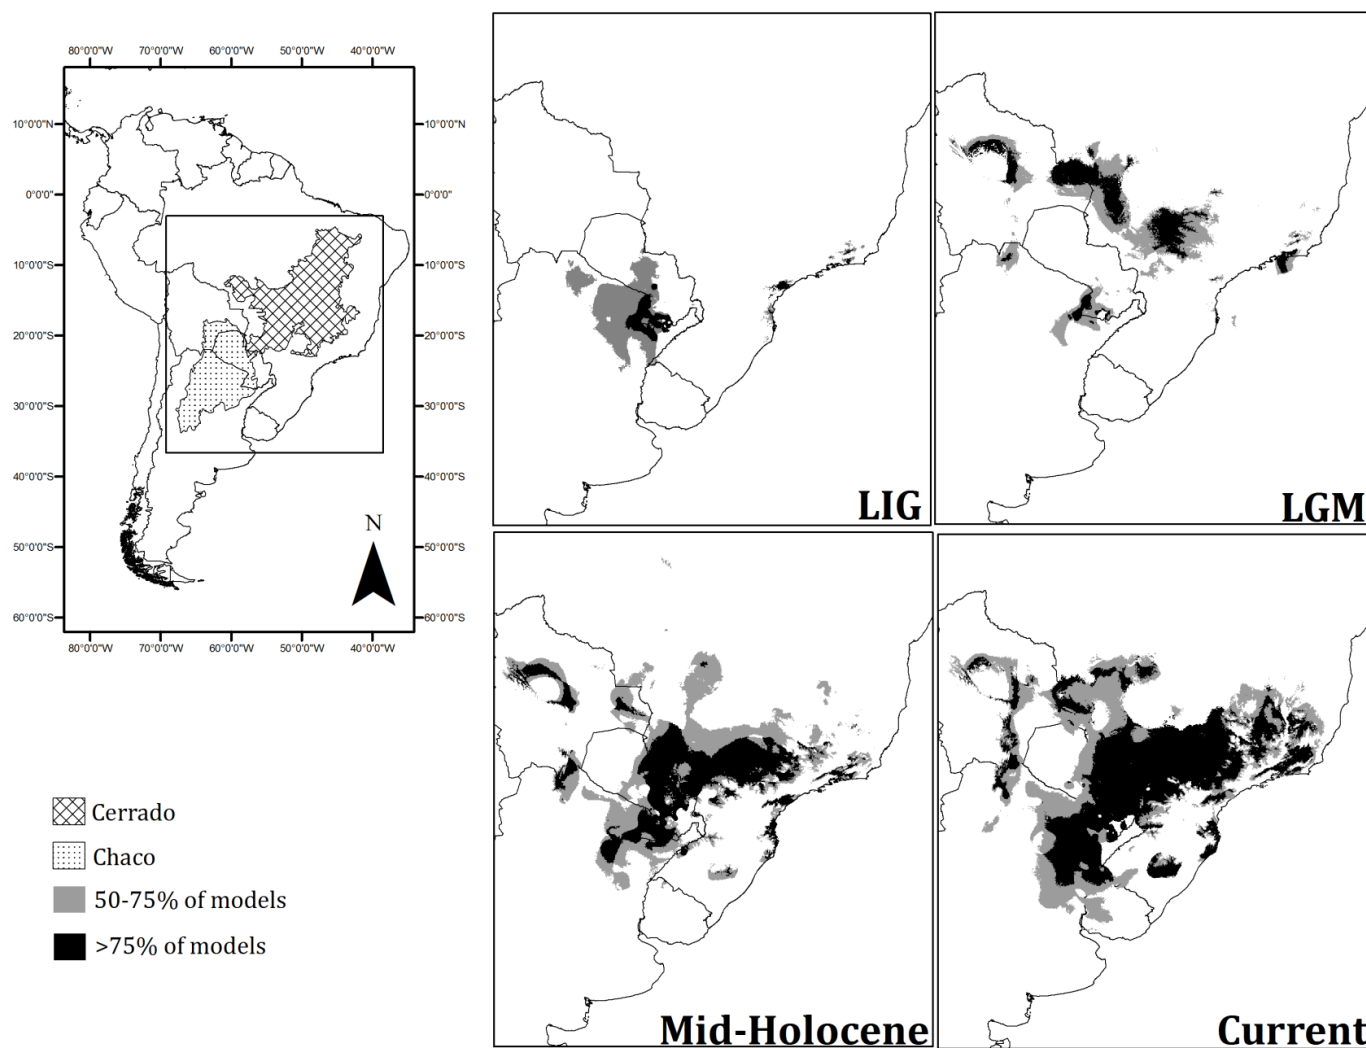 80°0'0"W 70°0'0"W 60°0'0"W 50°0'0"W 40°0'0"W
10°0'0"N 10°0'0"N
0°0'0" 0°0'0"
10°0'0"S 10°0'0"S
20°0'0"S 20°0'0"S
30°0'0"S 30°0'0"S
40°0'0"S 40°0'0"S
50°0'0"S 50°0'0"S
60°0'0"S 60°0'0"S
80°0'0"W 70°0'0"W 60°0'0"W 50°0'0"W 40°0'0"W
N
Cerrado
Chaco
50-75% of models
>75% of models
LIG
LGM
Mid-Holocene
Current